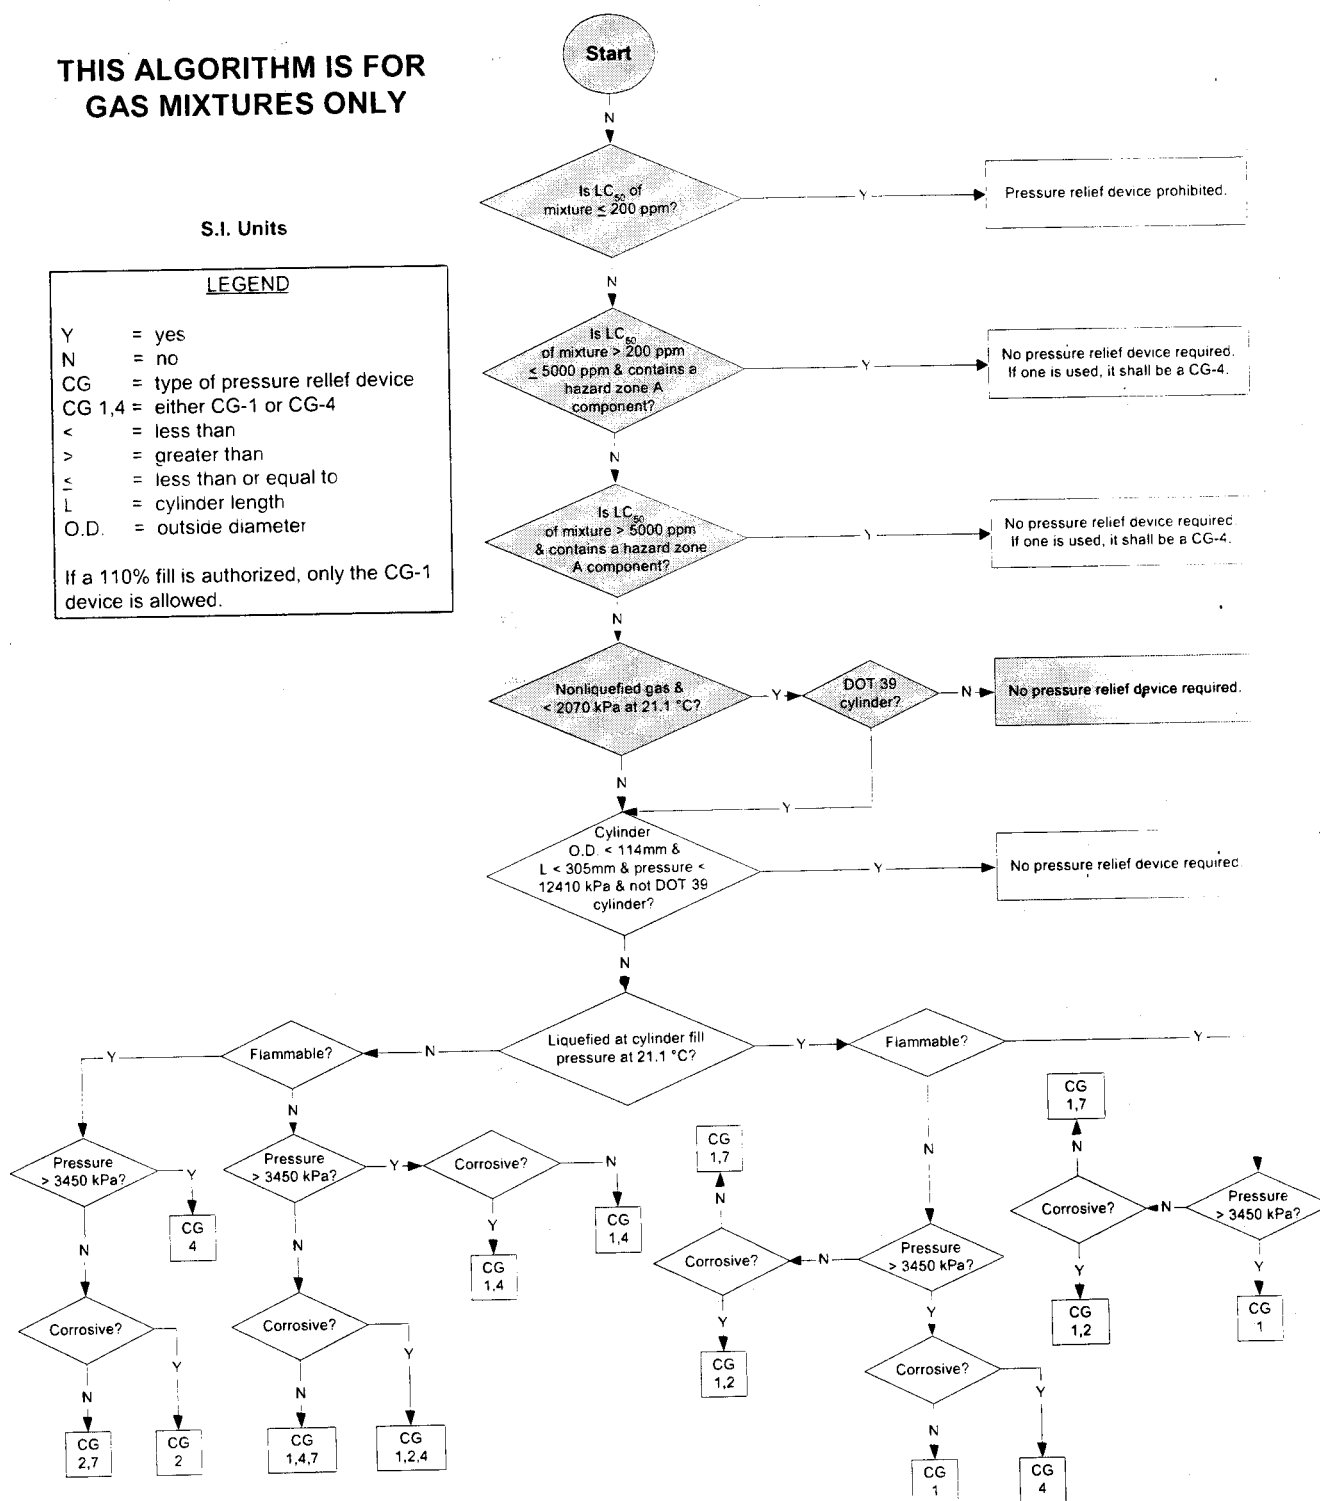 Start
THIS ALGORITHM IS FOR
GAS MIXTURES ONLY
N
Is LC50 of
mixture ≤ 200 ppm?
Y
Pressure relief device prohibited.
S.I. Units
LEGEND
Y = yes
N = no
CG = type of pressure relief device
CG 1,4 = either CG-1 or CG-4
< = less than
> = greater than
≤ = less than or equal to
L = cylinder length
O.D. = outside diameter
If a 110% fill is authorized, only the CG-1
device is allowed.
N
Is LC50
of mixture > 200 ppm
≤ 5000 ppm & contains a
hazard zone A
component?
Y
No pressure relief device required.
If one is used, it shall be a CG-4.
N
Is LC50
of mixture > 5000 ppm
& contains a hazard zone
A component?
Y
No pressure relief device required.
If one is used, it shall be a CG-4.
N
Nonliquefied gas &
< 2070 kPa at 21.1 °C?
Y
DOT 39
cylinder?
N
No pressure relief device required.
N
Y
Cylinder
O.D. < 114mm &
L < 305mm & pressure <
12410 kPa & not DOT 39
cylinder?
Y
No pressure relief device required
N
Liquefied at cylinder fill
pressure at 21.1 °C?
N
Flammable?
Y
Y
Flammable?
Y
N
N
Pressure
> 3450 kPa?
Y
CG
4
N
Corrosive?
N
Y
CG
2,7
CG
2
Pressure
> 3450 kPa?
Y
Corrosive?
N
CG
1,4
Y
CG
1,4
N
Corrosive?
N
Y
CG
1,4,7
CG
1,2,4
CG
1,7
N
Corrosive?
N
Pressure
> 3450 kPa?
Y
CG
1,2
Y
Corrosive?
N
Y
CG
1
CG
4
CG
1,7
N
Corrosive?
N
Pressure
> 3450 kPa?
Y
CG
1,2
Y
CG
1